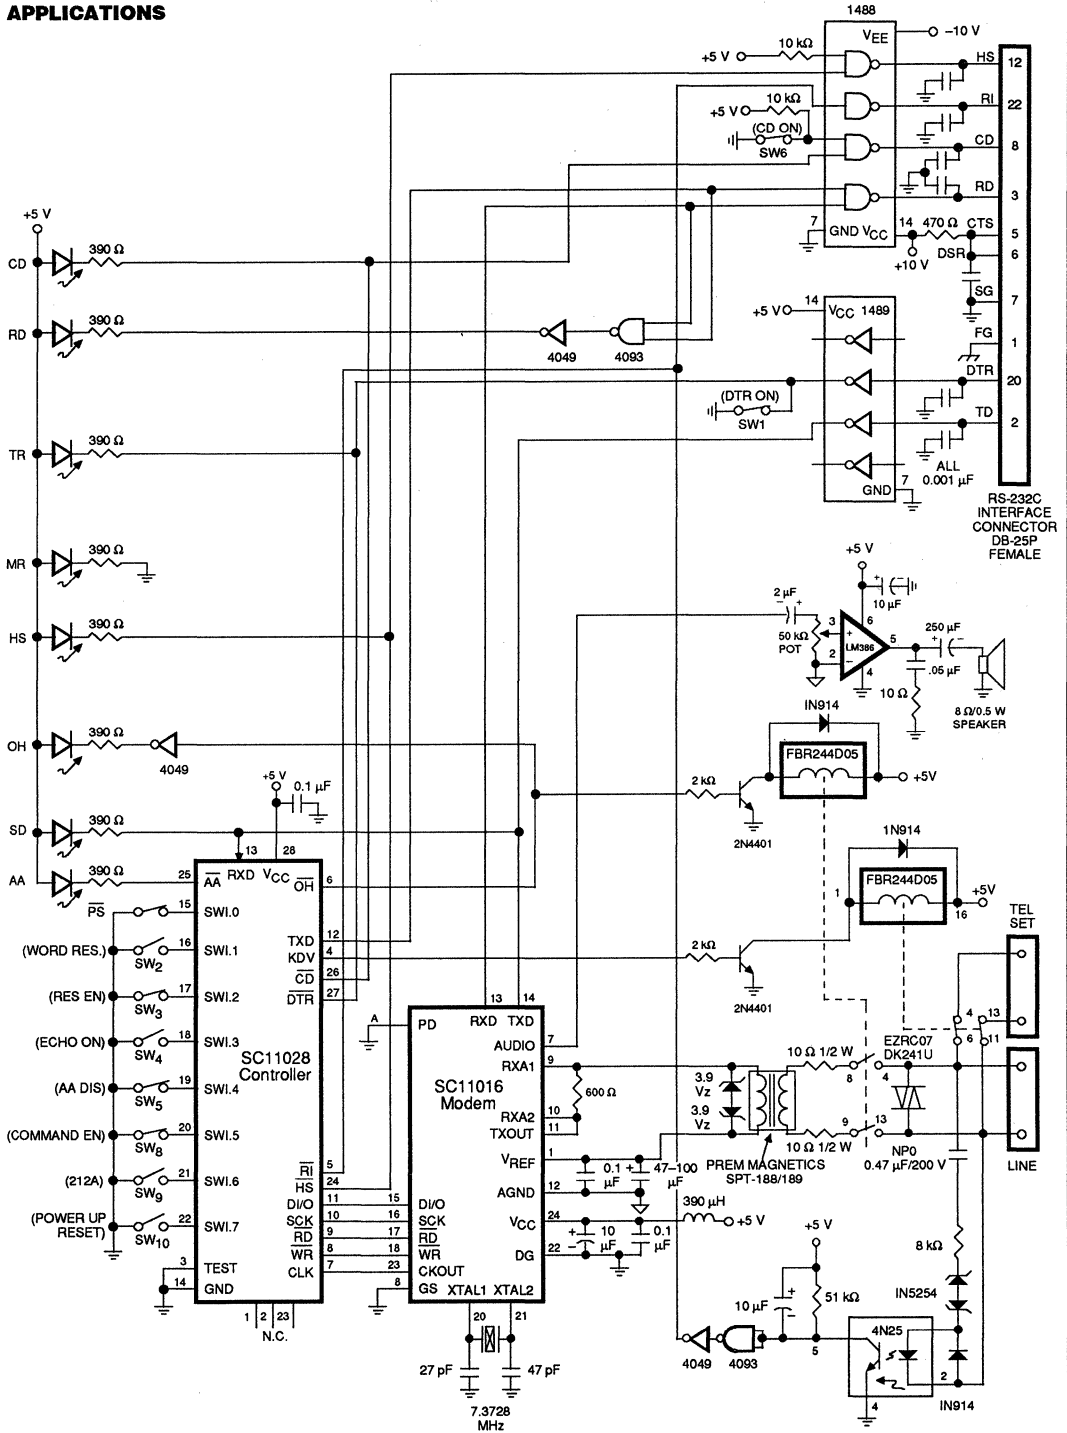 APPLICATIONS
1488
VEE
–10 V
+5 V
10 kΩ
HS
12
+5 V
10 kΩ
RI
22
(CD ON)
SW6
CD
8
RD
3
7
GND VCC
14
470 Ω
CTS
5
+10 V
DSR
6
SG
7
FG
1
14
+5 V
VCC
1489
DTR
20
(DTR ON)
SW1
TD
2
ALL
0.001 µF
GND
7
RS-232C
INTERFACE
CONNECTOR
DB-25P
FEMALE
+5 V
CD
390 Ω
RD
390 Ω
4049
4093
TR
390 Ω
MR
390 Ω
HS
390 Ω
OH
390 Ω
4049
SD
390 Ω
AA
390 Ω
+5 V
0.1 µF
+5 V
10 µF
2 µF
50 kΩ
POT
3
2
6
LM386
5
4
250 µF
.05 µF
10 Ω
8 Ω/0.5 W
SPEAKER
IN914
FBR244D05
+5V
2 kΩ
2N4401
1N914
FBR244D05
1
16
+5V
2 kΩ
2N4401
TEL
SET
13
28
RXD
VCC
25
AA
OH
6
PS
15
SWI.0
(WORD RES.)
SW2
16
SWI.1
(RES EN)
SW3
17
SWI.2
(ECHO ON)
SW4
18
SWI.3
(AA DIS)
SW5
19
SWI.4
(COMMAND EN)
SW8
20
SWI.5
(212A)
SW9
21
SWI.6
(POWER UP
RESET)
SW10
22
SWI.7
3
TEST
14
GND
1
2
23
N.C.
SC11028
Controller
TXD
12
KDV
4
CD
26
DTR
27
RI
5
HS
24
DI/O
11
SCK
10
RD
9
WR
8
CLK
7
A
PD
13
14
RXD
TXD
SC11016
Modem
15
DI/O
16
SCK
17
RD
18
WR
23
CKOUT
8
GS
XTAL1
XTAL2
20
21
27 pF
47 pF
7.3728
MHz
AUDIO
7
RXA1
9
600 Ω
RXA2
10
TXOUT
11
VREF
1
AGND
12
VCC
24
DG
22
0.1
µF
47–100
µF
10
µF
0.1
µF
390 µH
+5 V
3.9
Vz
3.9
Vz
PREM MAGNETICS
SPT-188/189
10 Ω 1/2 W
8
4
10 Ω 1/2 W
9
13
EZRC07
DK241U
4
6
13
11
NP0
0.47 µF/200 V
LINE
8 kΩ
IN5254
+5 V
10 µF
51 kΩ
4049
4093
5
4N25
2
4
IN914